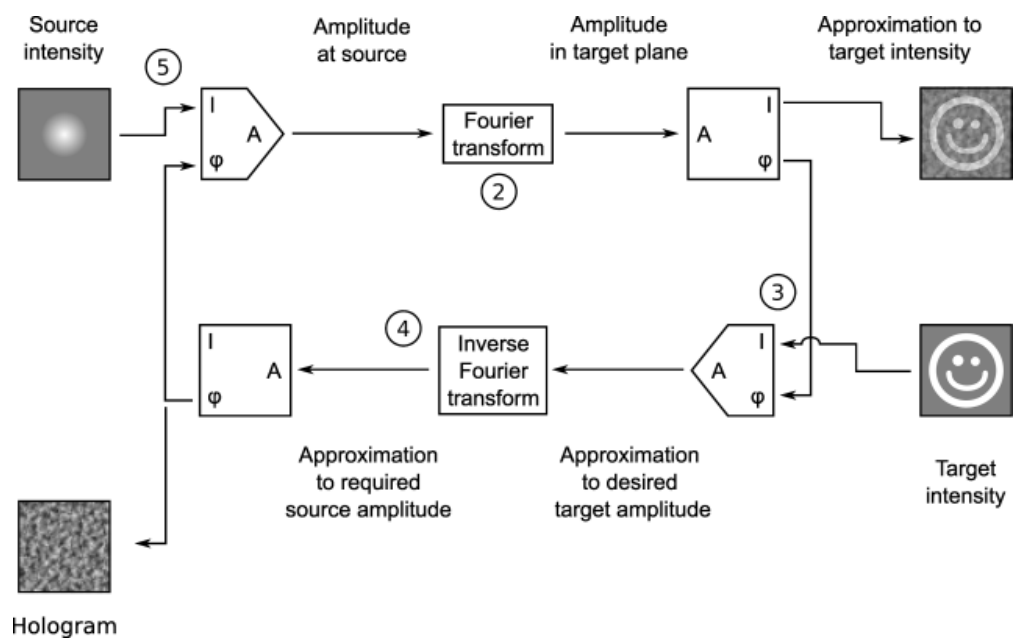 Source
intensity
Amplitude
at source
Amplitude
in target plane
Approximation to
target intensity
5
I
A
φ
Fourier
transform
2
A
I
φ
3
4
I
A
φ
Inverse
Fourier
transform
I
A
φ
Approximation
to required
source amplitude
Approximation
to desired
target amplitude
Target
intensity
Hologram